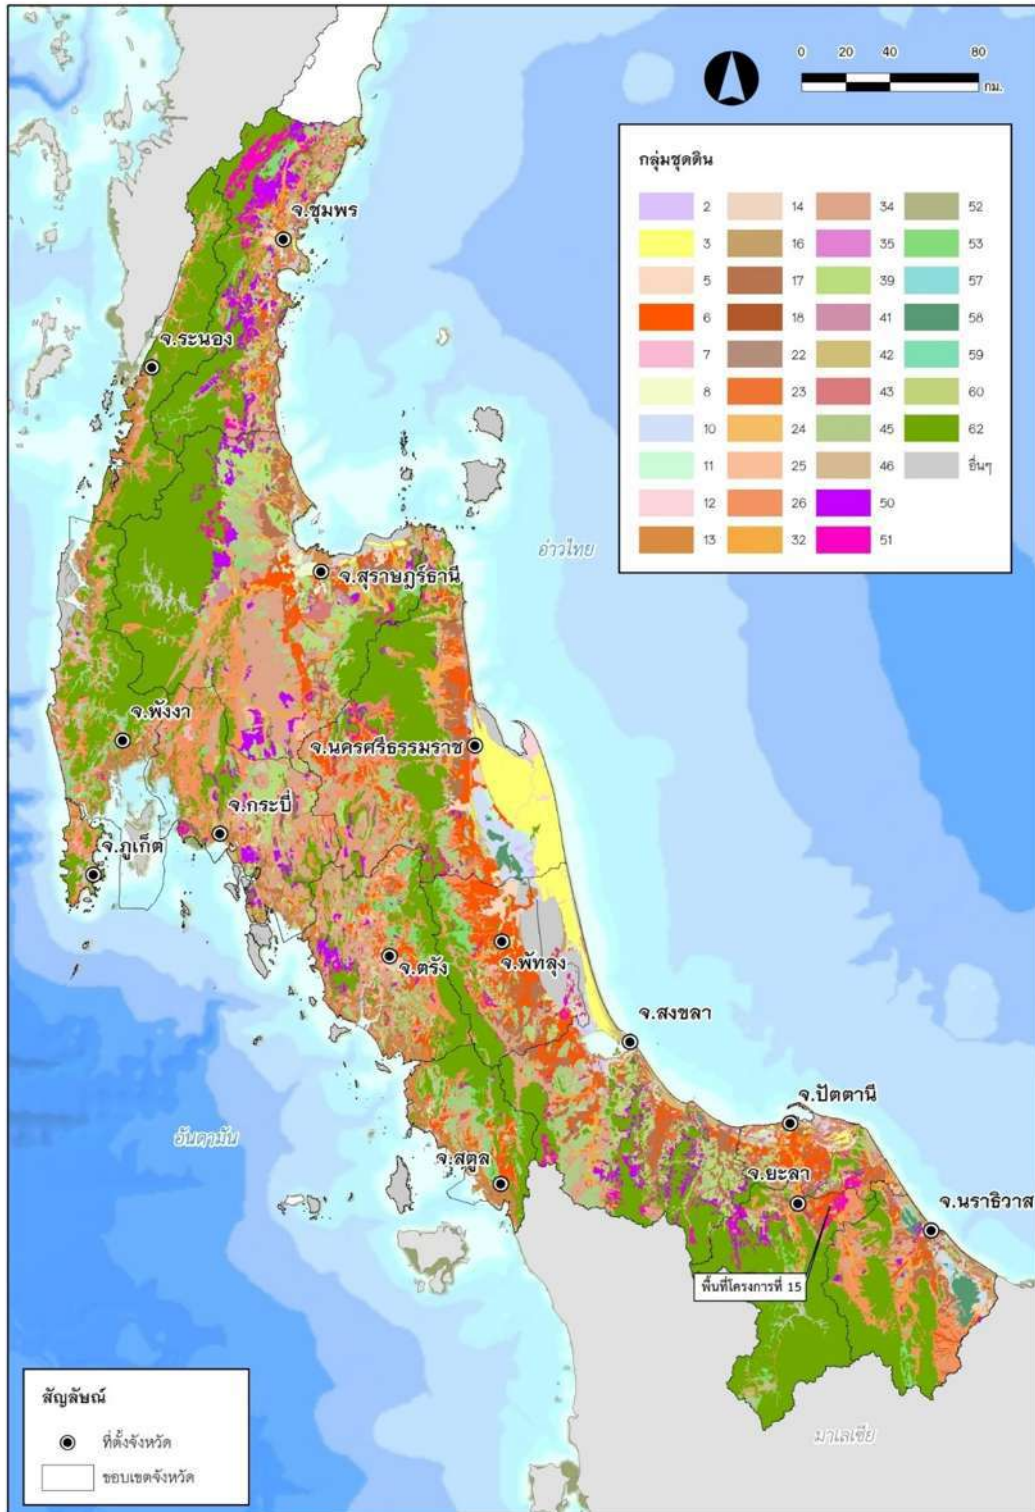 0 20 40 80
กม.
กลุ่มชุดดิน
2 14 34 52
3 16 35 53
5 17 39 57
6 18 41 58
7 22 42 59
8 23 43 60
10 24 45 62
11 25 46 อื่นๆ
12 26 50
13 32 51
จ.ชุมพร
จ.ระนอง
อ่าวไทย
จ.สุราษฎร์ธานี
จ.พังงา
จ.นครศรีธรรมราช
จ.กระบี่
จ.ภูเก็ต
จ.ตรัง
จ.พัทลุง
จ.สงขลา
จ.ปัตตานี
อันดามัน
จ.สตูล
จ.ยะลา
จ.นราธิวาส
พื้นที่โครงการที่ 15
มาเลเซีย
สัญลัษณ์
ที่ตั้งจังหวัด
ขอบเขตจังหวัด